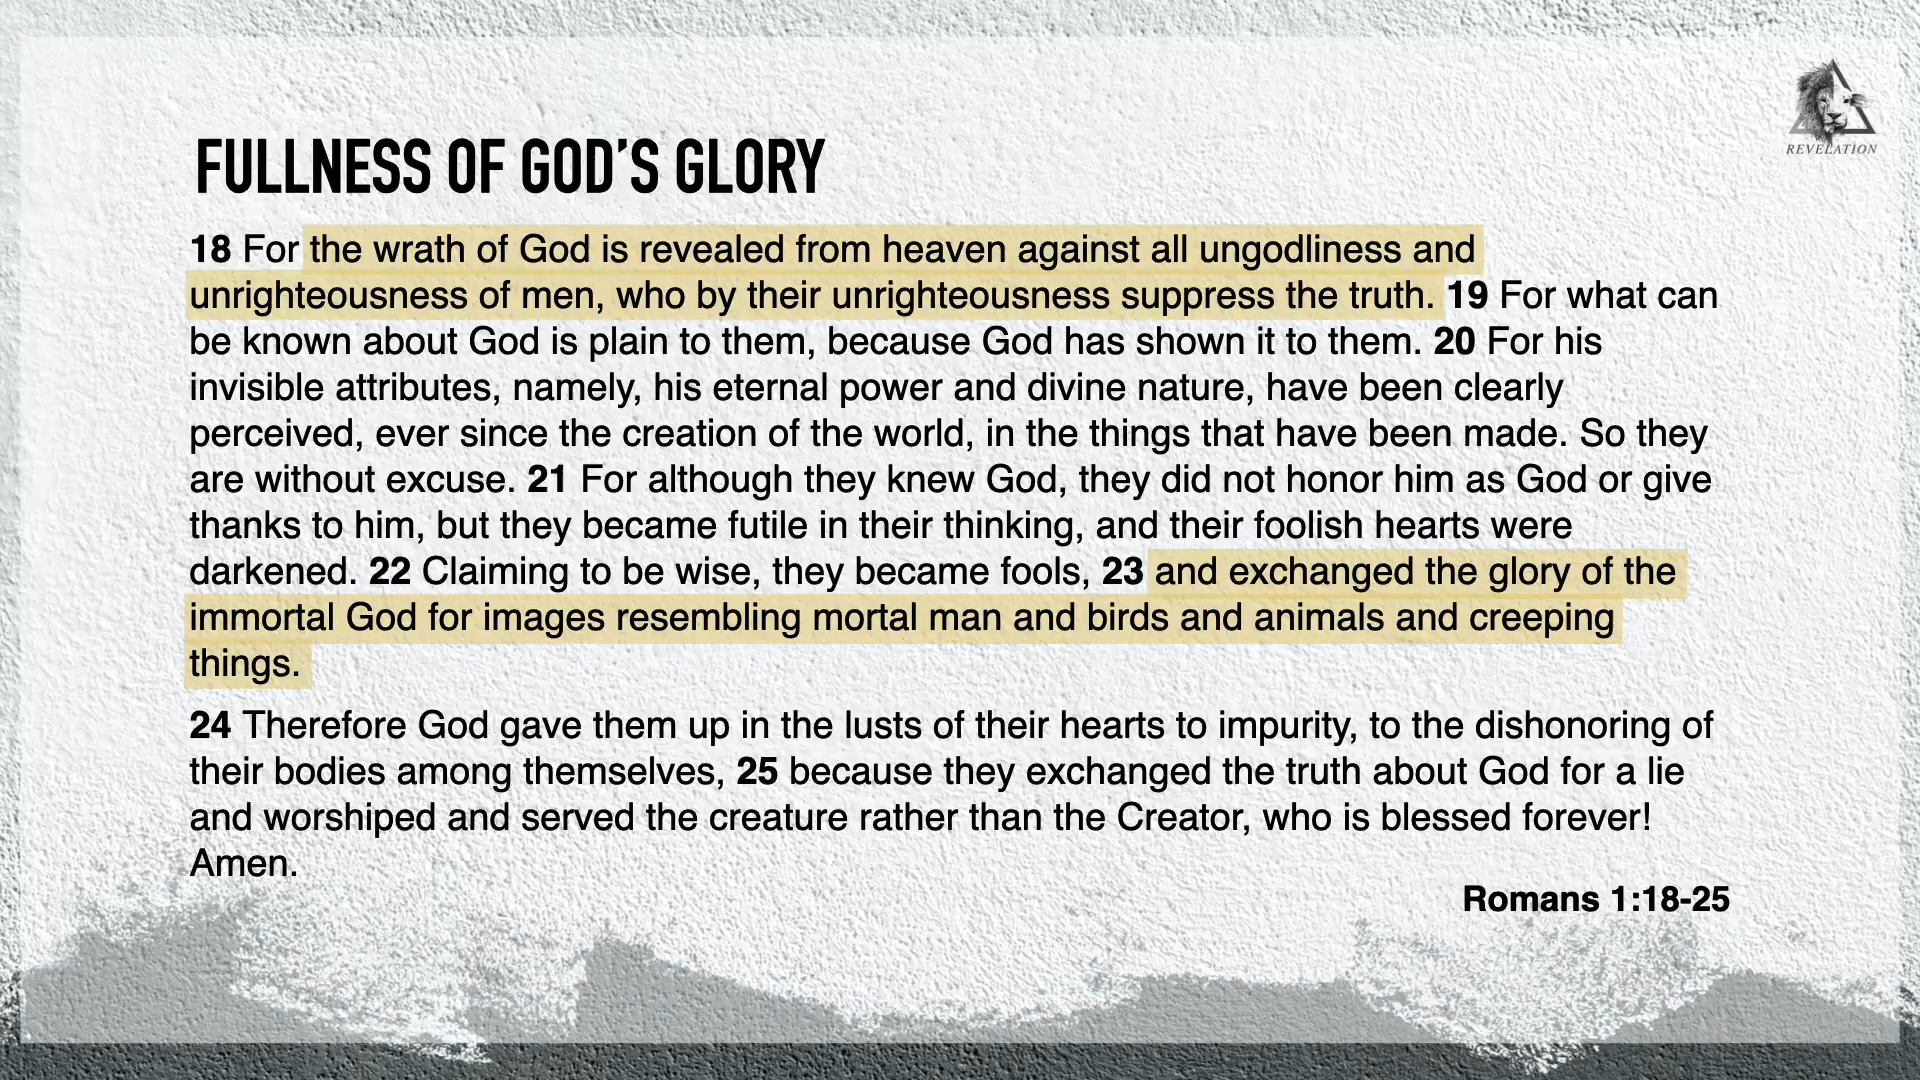 REVELATION
FULLNESS OF GOD’S GLORY
18 For the wrath of God is revealed from heaven against all ungodliness and
unrighteousness of men, who by their unrighteousness suppress the truth. 19 For what can
be known about God is plain to them, because God has shown it to them. 20 For his
invisible attributes, namely, his eternal power and divine nature, have been clearly
perceived, ever since the creation of the world, in the things that have been made. So they
are without excuse. 21 For although they knew God, they did not honor him as God or give
thanks to him, but they became futile in their thinking, and their foolish hearts were
darkened. 22 Claiming to be wise, they became fools, 23 and exchanged the glory of the
immortal God for images resembling mortal man and birds and animals and creeping
things.
24 Therefore God gave them up in the lusts of their hearts to impurity, to the dishonoring of
their bodies among themselves, 25 because they exchanged the truth about God for a lie
and worshiped and served the creature rather than the Creator, who is blessed forever!
Amen.
Romans 1:18-25